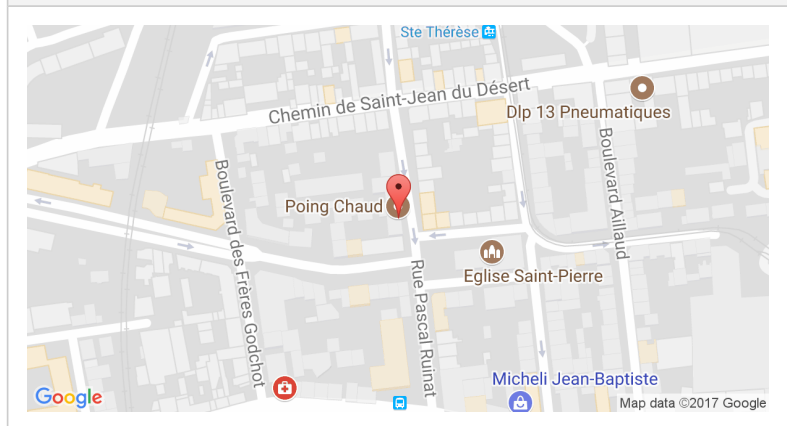 Ste Thérèse
Chemin de Saint-Jean du Désert
Dlp 13 Pneumatiques
Boulevard Aillaud
Boulevard des Frères Godchot
Poing Chaud
Rue Pascal Ruinat
Eglise Saint-Pierre
Micheli Jean-Baptiste
Google
Map data ©2017 Google